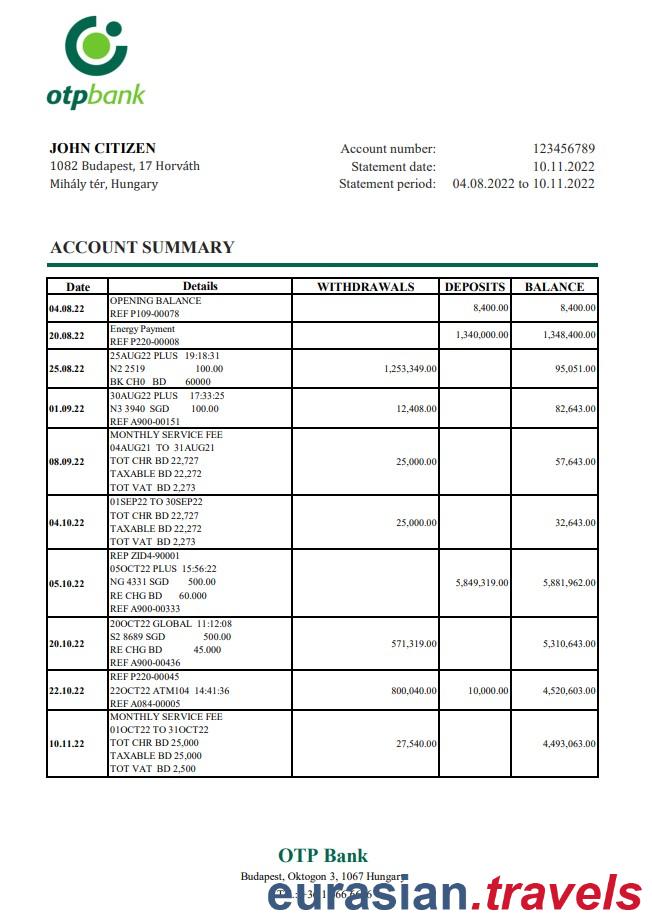 otpbank
JOHN CITIZEN
1082 Budapest, 17 Horváth
Mihály tér, Hungary
Account number: 123456789
Statement date: 10.11.2022
Statement period: 04.08.2022 to 10.11.2022
ACCOUNT SUMMARY
Date Details WITHDRAWALS DEPOSITS BALANCE
04.08.22 OPENING BALANCE 8,400.00 8,400.00
REF P109-00078
20.08.22 Energy Payment 1,340,000.00 1,348,400.00
REF P220-00008
25AUG22 PLUS 19:18:31
25.08.22 N2 2519 100.00 1,253,349.00 95,051.00
BK CH0 BD 60000
30AUG22 PLUS 17:33:25
01.09.22 N3 3940 SGD 100.00 12,408.00 82,643.00
REF A900-00151
MONTHLY SERVICE FEE
04AUG21 TO 31AUG21
08.09.22 TOT CHR BD 22,727 25,000.00 57,643.00
TAXABLE BD 22,272
TOT VAT BD 2,273
01SEP22 TO 30SEP22
04.10.22 TOT CHR BD 22,727 25,000.00 32,643.00
TAXABLE BD 22,272
TOT VAT BD 2,273
REP ZID4-90001
05OCT22 PLUS 15:56:22
05.10.22 NG 4331 SGD 500.00 5,849,319.00 5,881,962.00
RE CHG BD 60.000
REF A900-00333
20OCT22 GLOBAL 11:12:08
20.10.22 S2 8689 SGD 500.00 571,319.00 5,310,643.00
RE CHG BD 45.000
REF A900-00436
REF P220-00045
22.10.22 22OCT22 ATM104 14:41:36 800,040.00 10,000.00 4,520,603.00
REF A084-00005
MONTHLY SERVICE FEE
01OCT22 TO 31OCT22
10.11.22 TOT CHR BD 25,000 27,540.00 4,493,063.00
TAXABLE BD 25,000
TOT VAT BD 2,500
OTP Bank
Budapest, Oktogon 3, 1067 Hungary
eurasian.travels